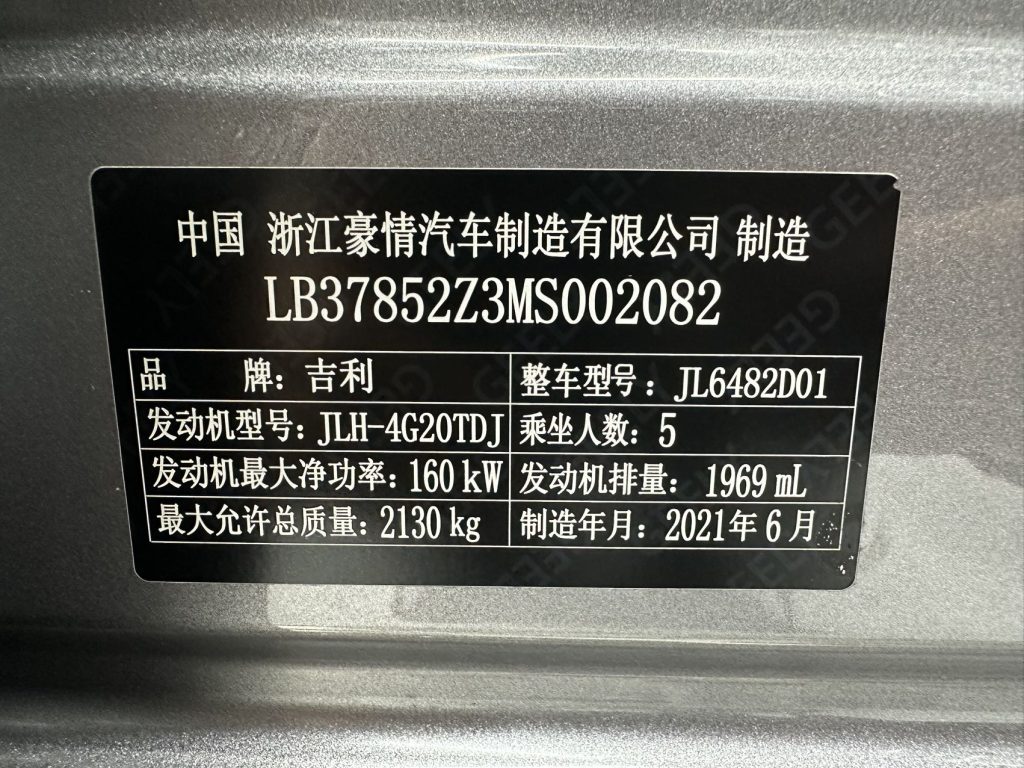 中国 浙江豪情汽车制造有限公司 制造
LB37852Z3MS002082
品 牌：吉利 整车型号：JL6482D01
发动机型号：JLH-4G20TDJ 乘坐人数：5
发动机最大净功率：160 kW 发动机排量：1969 mL
最大允许总质量：2130 kg 制造年月：2021年6月